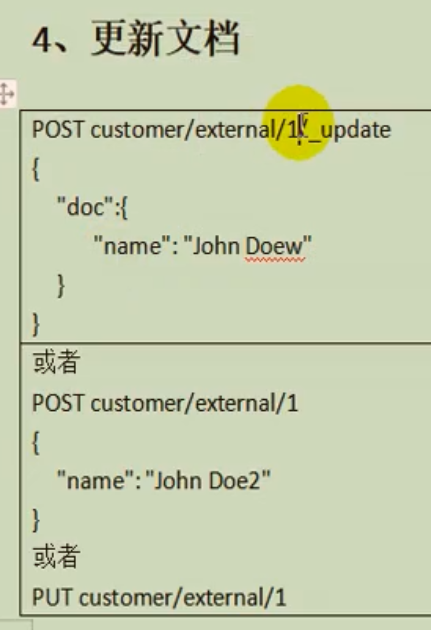 4、更新文档
POST customer/external/1/_update
{
"doc":{
"name": "John Doew"
}
}
或者
POST customer/external/1
{
"name": "John Doe2"
}
或者
PUT customer/external/1